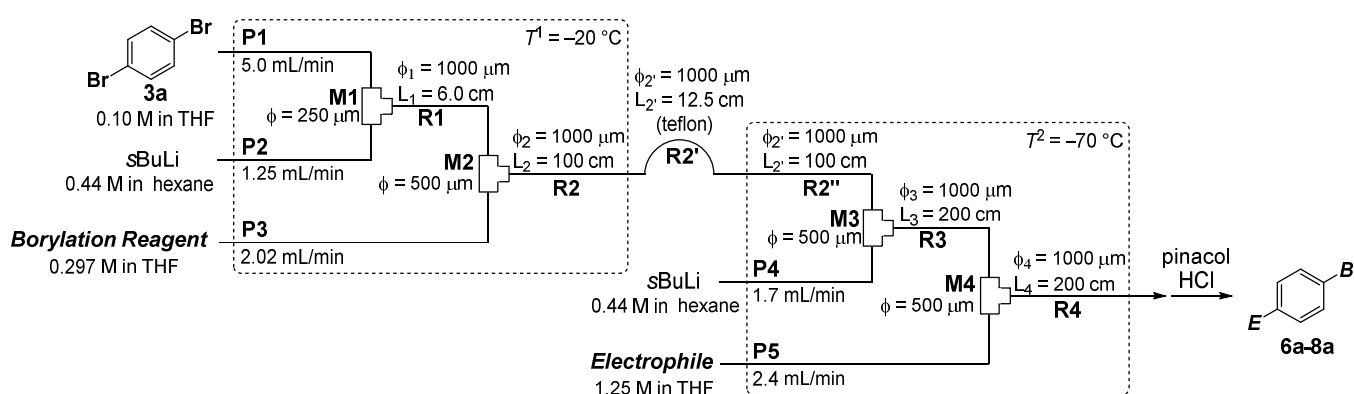 Br
Br
3a
0.10 M in THF
sBuLi
0.44 M in hexane
Borylation Reagent
0.297 M in THF
P1
5.0 mL/min
P2
1.25 mL/min
P3
2.02 mL/min
T¹ = –20 °C
M1
ϕ = 250 μm
ϕ₁ = 1000 μm
L₁ = 6.0 cm
R1
M2
ϕ = 500 μm
ϕ₂ = 1000 μm
L₂ = 100 cm
R2
ϕ₂' = 1000 μm
L₂' = 12.5 cm
(teflon)
R2'
T² = –70 °C
ϕ₂' = 1000 μm
L₂' = 100 cm
R2"
M3
ϕ = 500 μm
ϕ₃ = 1000 μm
L₃ = 200 cm
R3
sBuLi
0.44 M in hexane
P4
1.7 mL/min
M4
ϕ = 500 μm
ϕ₄ = 1000 μm
L₄ = 200 cm
R4
Electrophile
1.25 M in THF
P5
2.4 mL/min
pinacol
HCl
B
E
6a-8a